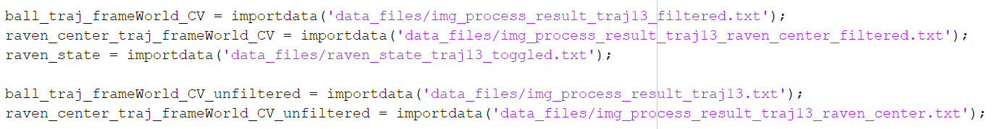 ball_traj_frameWorld_CV = importdata('data_files/img_process_result_traj13_filtered.txt');
raven_center_traj_frameWorld_CV = importdata('data_files/img_process_result_traj13_raven_center_filtered.txt');
raven_state = importdata('data_files/raven_state_traj13_toggled.txt');
ball_traj_frameWorld_CV_unfiltered = importdata('data_files/img_process_result_traj13.txt');
raven_center_traj_frameWorld_CV_unfiltered = importdata('data_files/img_process_result_traj13_raven_center.txt');